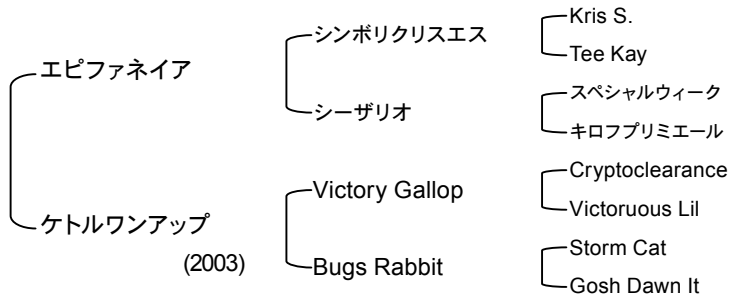 Kris S.
シンボリクリスエス
Tee Kay
エピファネイア
スペシャルウィーク
シーザリオ
キロフプリミエール
Cryptoclearance
Victory Gallop
Victoruous Lil
ケトルワンアップ
(2003)
Storm Cat
Bugs Rabbit
Gosh Dawn It